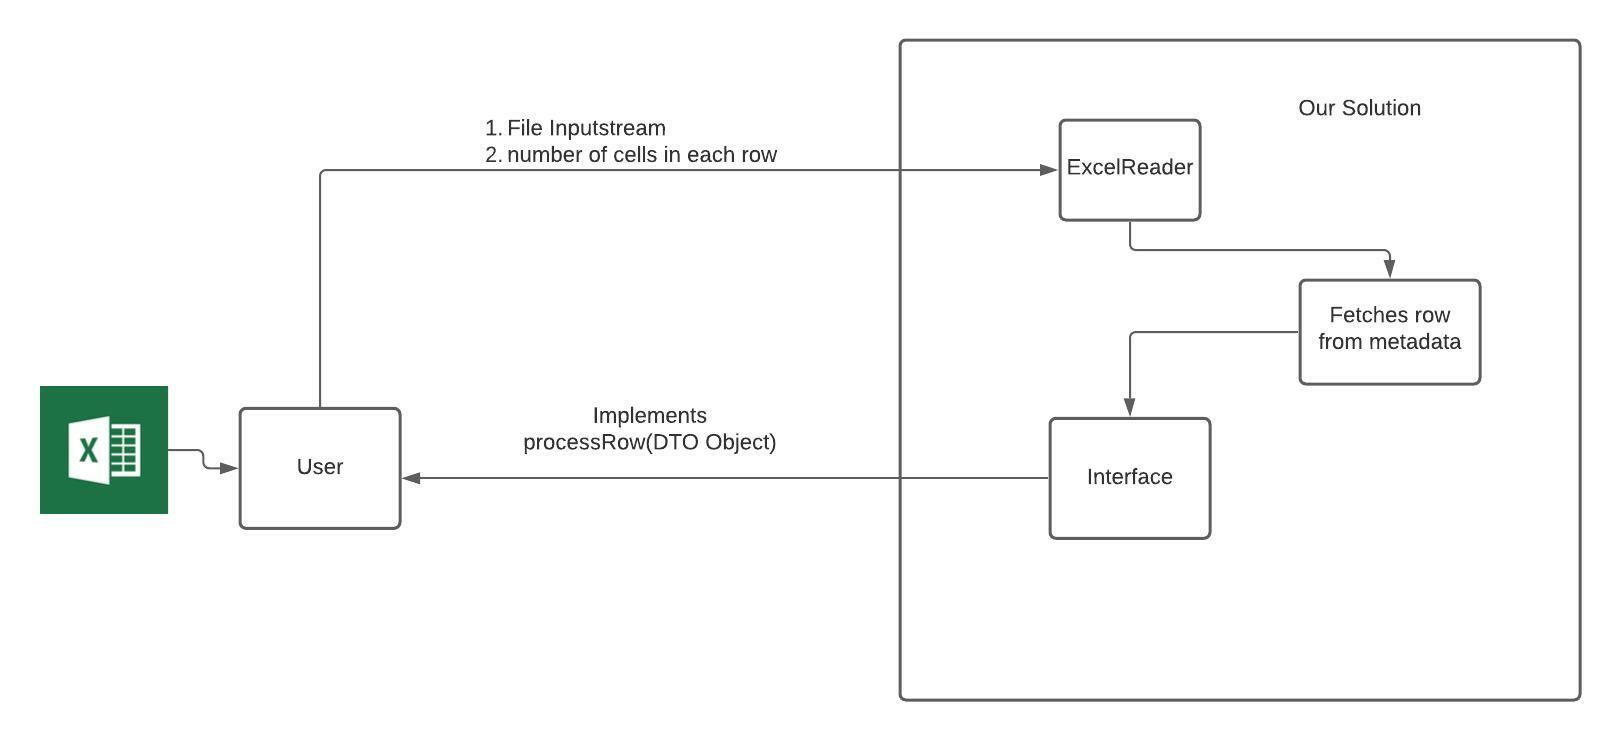 Our Solution
1. File Inputstream
2. number of cells in each row
ExcelReader
Fetches row
from metadata
Implements
processRow(DTO Object)
X
User
Interface